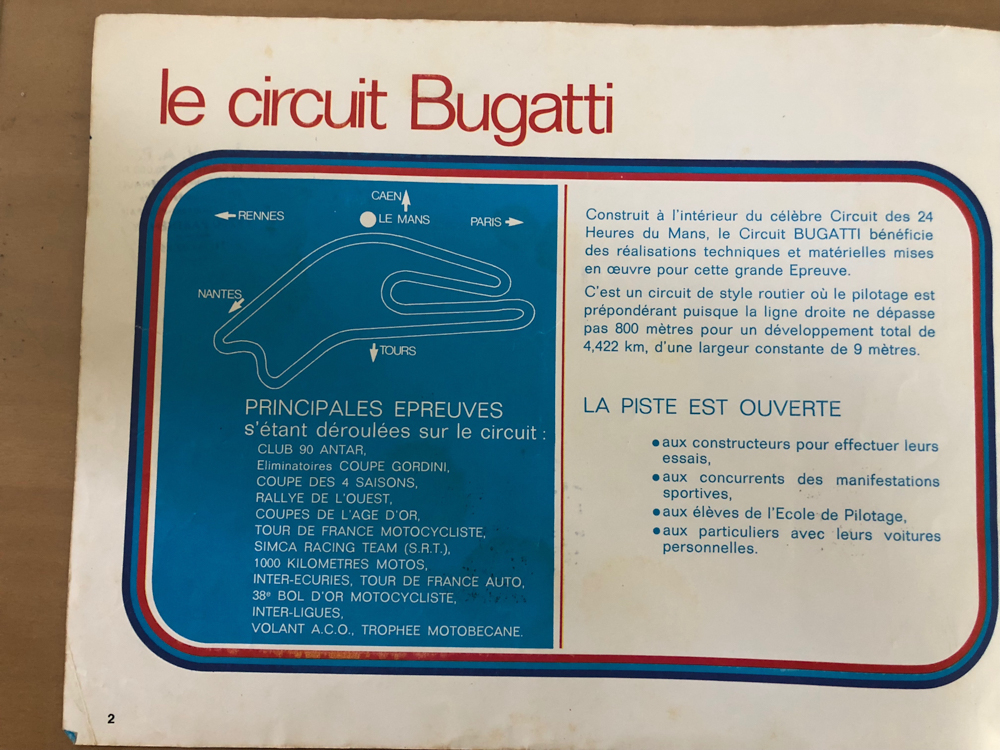 le circuit Bugatti
CAEN
RENNES
LE MANS
PARIS
NANTES
TOURS
PRINCIPALES EPREUVES
s'étant déroulées sur le circuit :
CLUB 90 ANTAR,
Eliminatoires COUPE GORDINI,
COUPE DES 4 SAISONS,
RALLYE DE L'OUEST,
COUPES DE L'AGE D'OR,
TOUR DE FRANCE MOTOCYCLISTE,
SIMCA RACING TEAM (S.R.T.),
1000 KILOMETRES MOTOS,
INTER-ECURIES, TOUR DE FRANCE AUTO,
38e BOL D'OR MOTOCYCLISTE,
INTER-LIGUES,
VOLANT A.C.O., TROPHEE MOTOBECANE.
Construit à l'intérieur du célèbre Circuit des 24
Heures du Mans, le Circuit BUGATTI bénéficie
des réalisations techniques et matérielles mises
en œuvre pour cette grande Epreuve.
C'est un circuit de style routier où le pilotage est
prépondérant puisque la ligne droite ne dépasse
pas 800 mètres pour un développement total de
4,422 km, d'une largeur constante de 9 mètres.
LA PISTE EST OUVERTE
• aux constructeurs pour effectuer leurs
essais,
• aux concurrents des manifestations
sportives,
• aux élèves de l'Ecole de Pilotage,
• aux particuliers avec leurs voitures
personnelles.
2